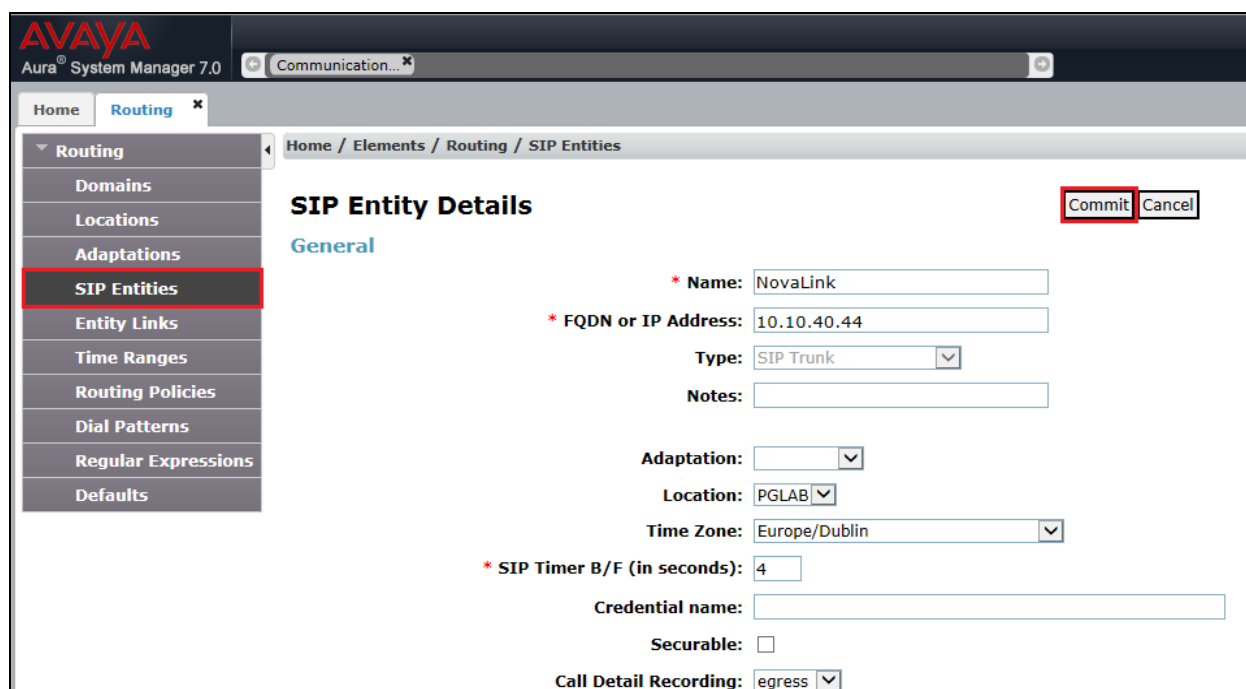 AVAYA
Aura® System Manager 7.0
Communication...
Home
Routing
Routing
Domains
Locations
Adaptations
SIP Entities
Entity Links
Time Ranges
Routing Policies
Dial Patterns
Regular Expressions
Defaults
Home / Elements / Routing / SIP Entities
SIP Entity Details
Commit Cancel
General
* Name: NovaLink
* FQDN or IP Address: 10.10.40.44
Type: SIP Trunk
Notes:
Adaptation:
Location: PGLAB
Time Zone: Europe/Dublin
* SIP Timer B/F (in seconds): 4
Credential name:
Securable:
Call Detail Recording: egress